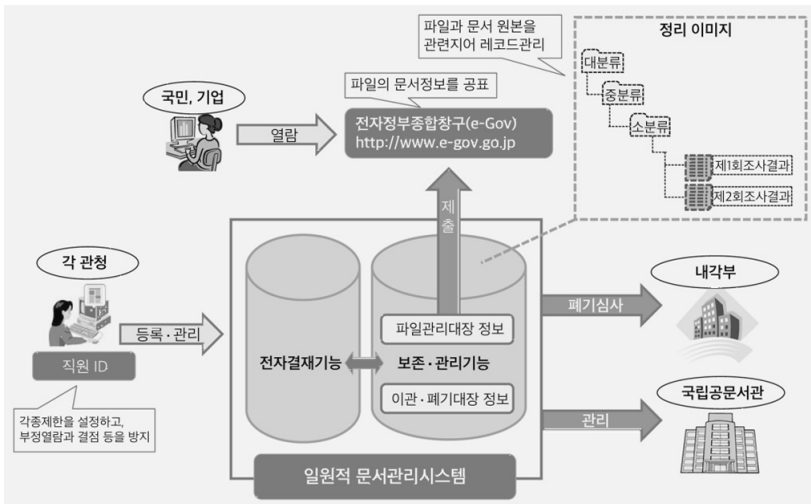 파일과 문서 원본을
관련지어 레코드관리
정리 이미지
대분류
중분류
소분류
제1회조사결과
제2회조사결과
국민, 기업
열람
파일의 문서정보를 공표
전자정부종합창구(e-Gov)
http://www.e-gov.go.jp
제출
각 관청
등록·관리
직원 ID
각종제한을 설정하고,
부정열람과 결점 등을 방지
전자결재기능
파일관리대장 정보
보존·관리기능
이관·폐기대장 정보
일원적 문서관리시스템
폐기심사
내각부
관리
국립공문서관